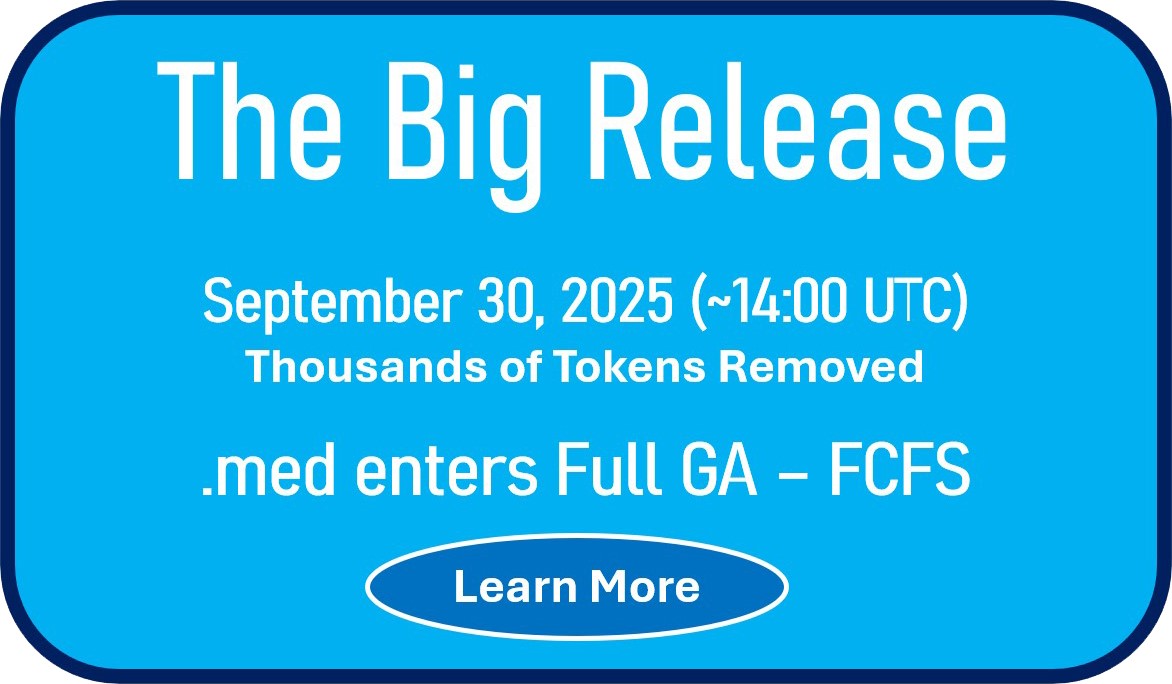 The Big Release
September 30, 2025 (~14:00 UTC)
Thousands of Tokens Removed
.med enters Full GA – FCFS
Learn More